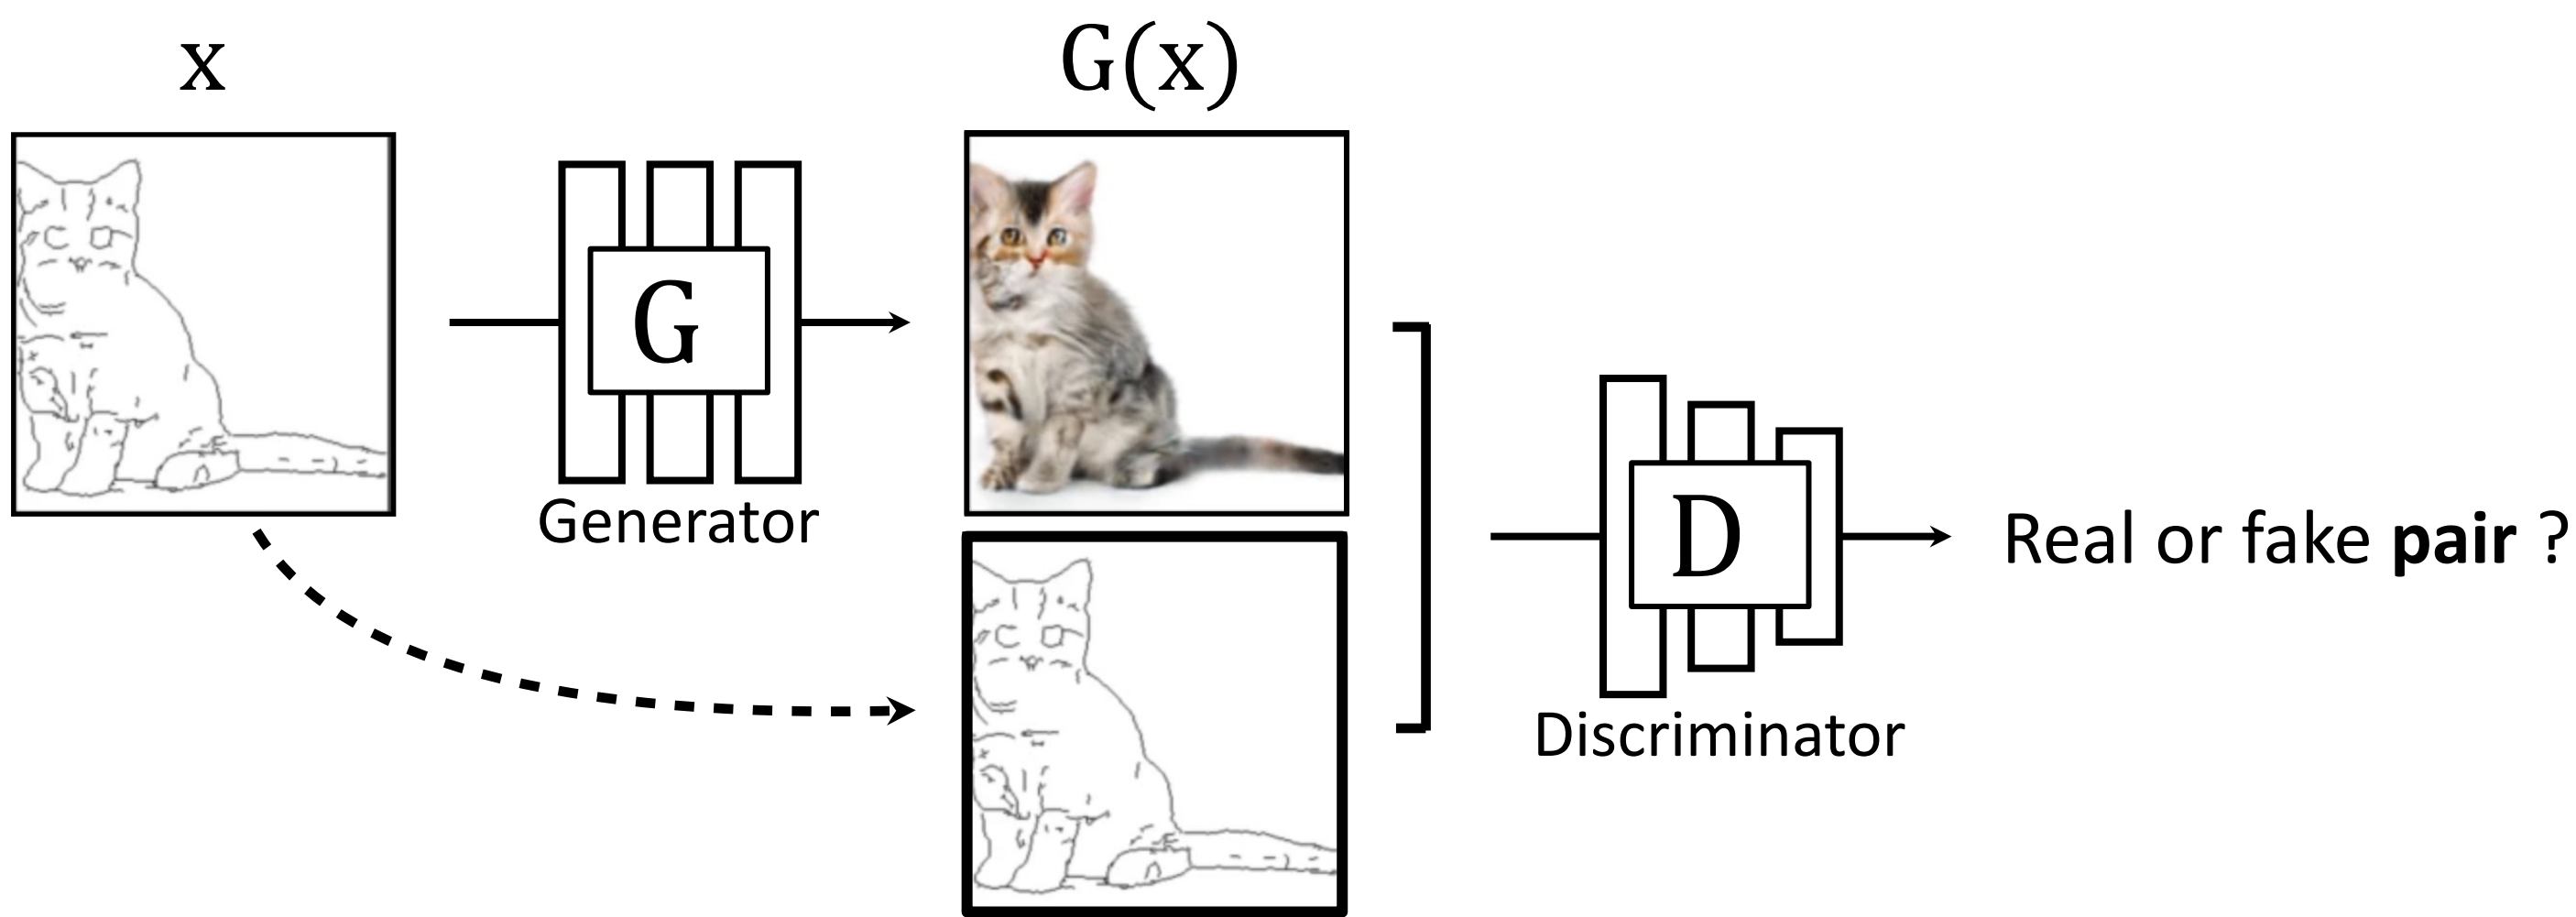 x
G(x)
G
Generator
D
Discriminator
Real or fake pair ?